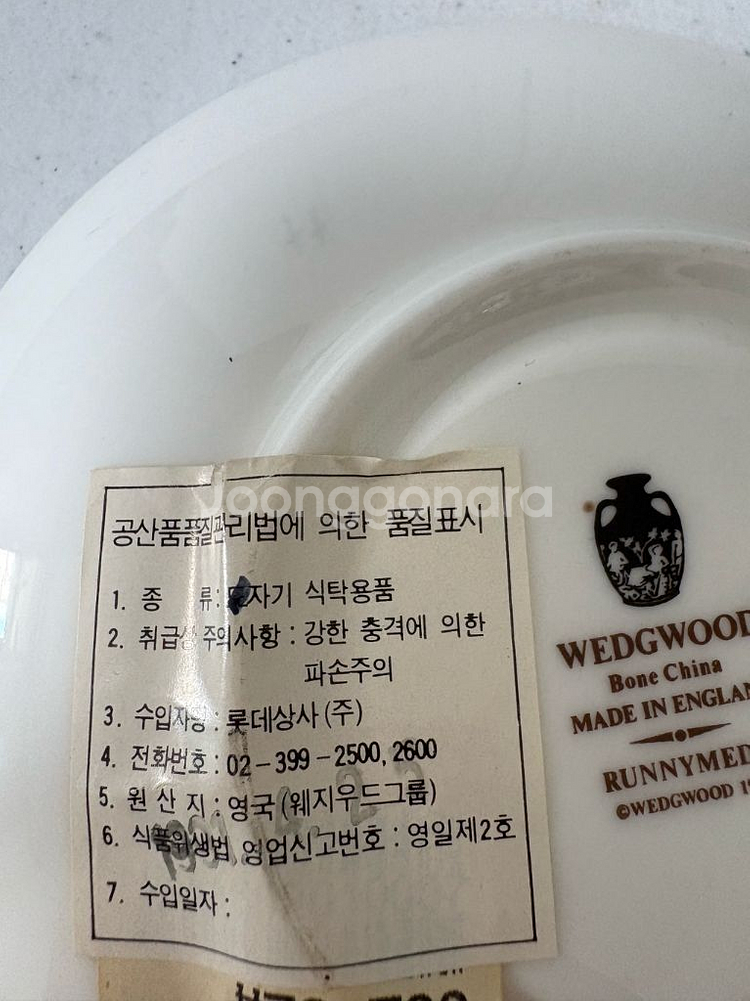 Joonggonara
공산품품질관리법에 의한 품질표시
1. 종 류: 자기 식탁용품
2. 취급상 주의사항 : 강한 충격에 의한
파손주의
3. 수입자명 : 롯데상사 (주)
4. 전화번호 : 02-399-2500, 2600
5. 원 산 지 : 영국 (웨지우드그룹)
6. 식품위생법 영업신고번호 : 영일제2호
7. 수입일자 :
WEDGWOOD
Bone China
MADE IN ENGLA
RUNNYMED
©WEDGWOOD 1